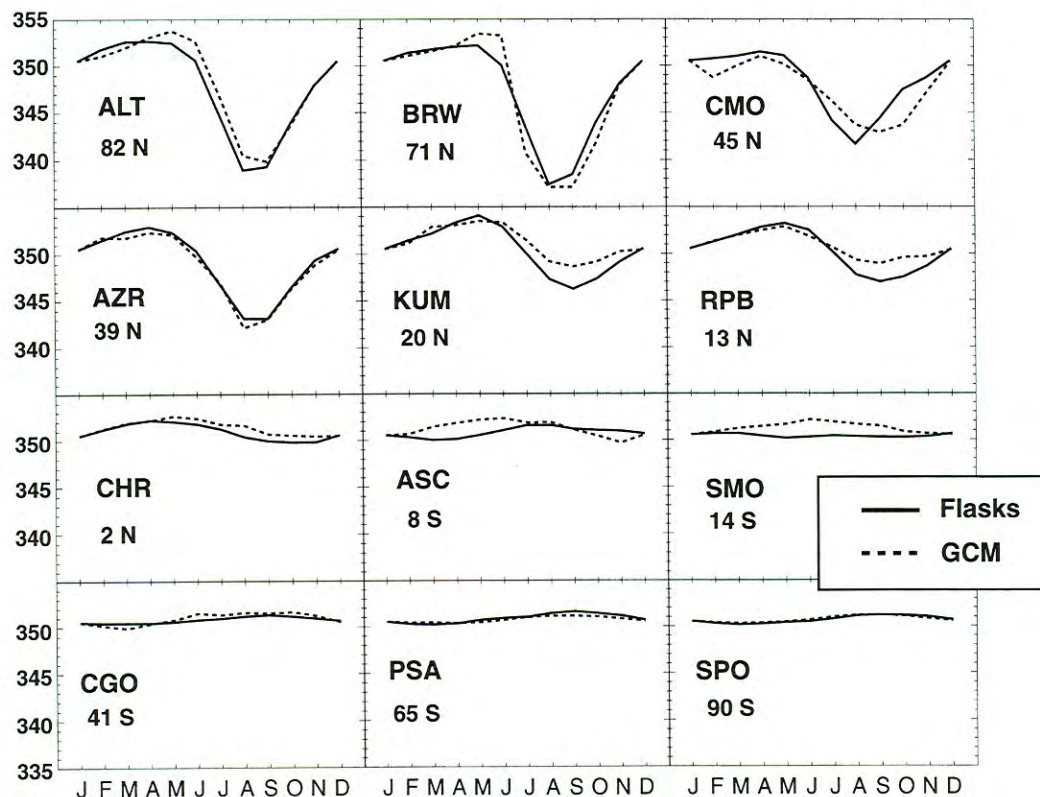 355
350
345
340
ALT
82 N
BRW
71 N
CMO
45 N
350
345
340
AZR
39 N
KUM
20 N
RPB
13 N
350
345
340
CHR
2 N
ASC
8 S
SMO
14 S
Flasks
GCM
350
345
340
335
CGO
41 S
PSA
65 S
SPO
90 S
J F M A M J J A S O N D J F M A M J J A S O N D J F M A M J J A S O N D